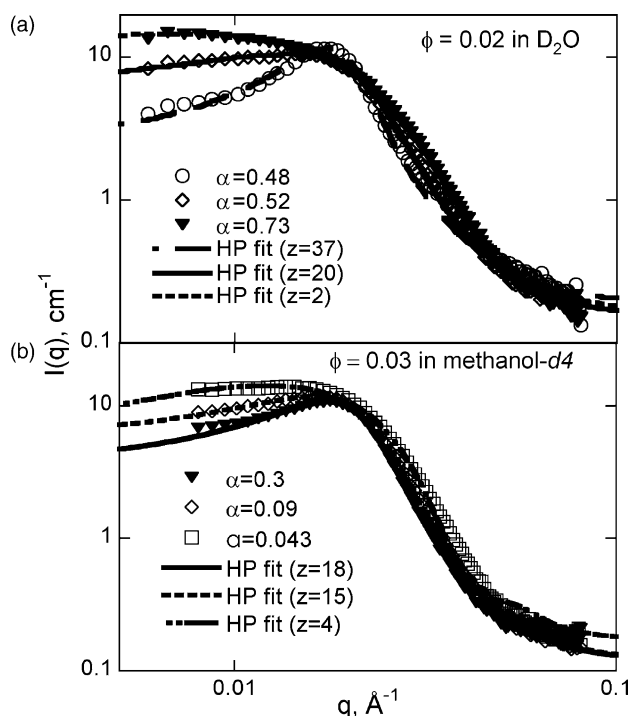 (a)
ϕ = 0.02 in D₂O
10
1
0.1
α=0.48
α=0.52
α=0.73
HP fit (z=37)
HP fit (z=20)
HP fit (z=2)
I(q), cm⁻¹
(b)
ϕ = 0.03 in methanol-d4
10
1
0.1
α=0.3
α=0.09
α=0.043
HP fit (z=18)
HP fit (z=15)
HP fit (z=4)
0.01
0.1
q, Å⁻¹